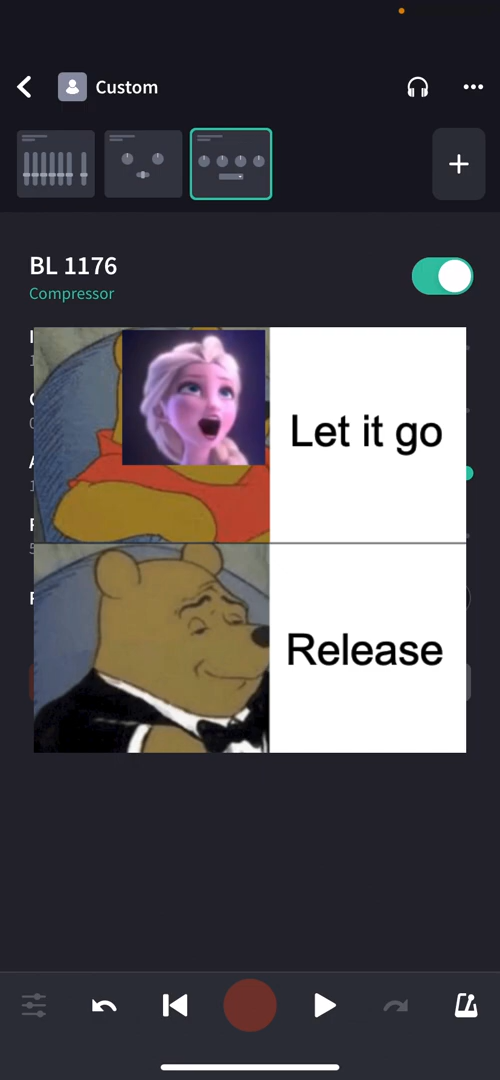 Custom
BL 1176
Compressor
Let it go
Release